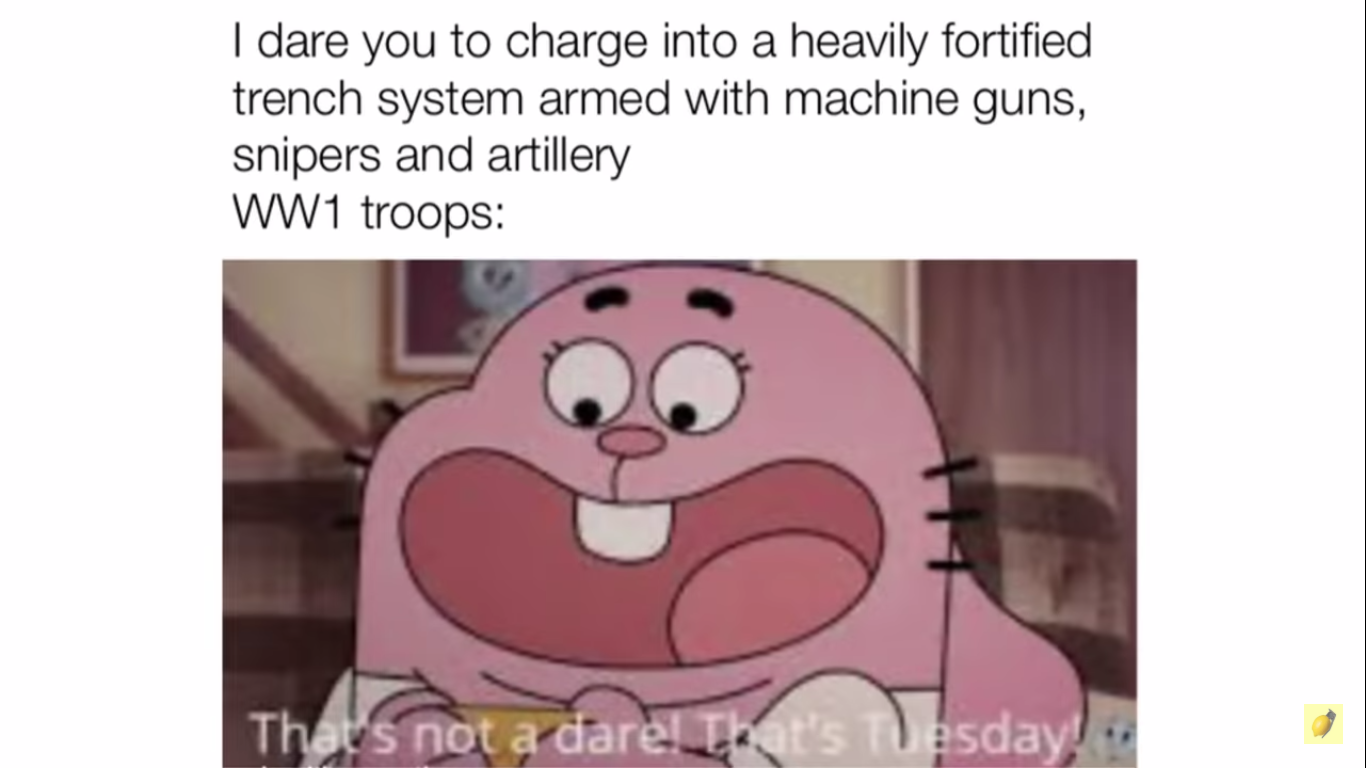 I dare you to charge into a heavily fortified
trench system armed with machine guns,
snipers and artillery
WW1 troops:
That's not a dare! That's Tuesday!